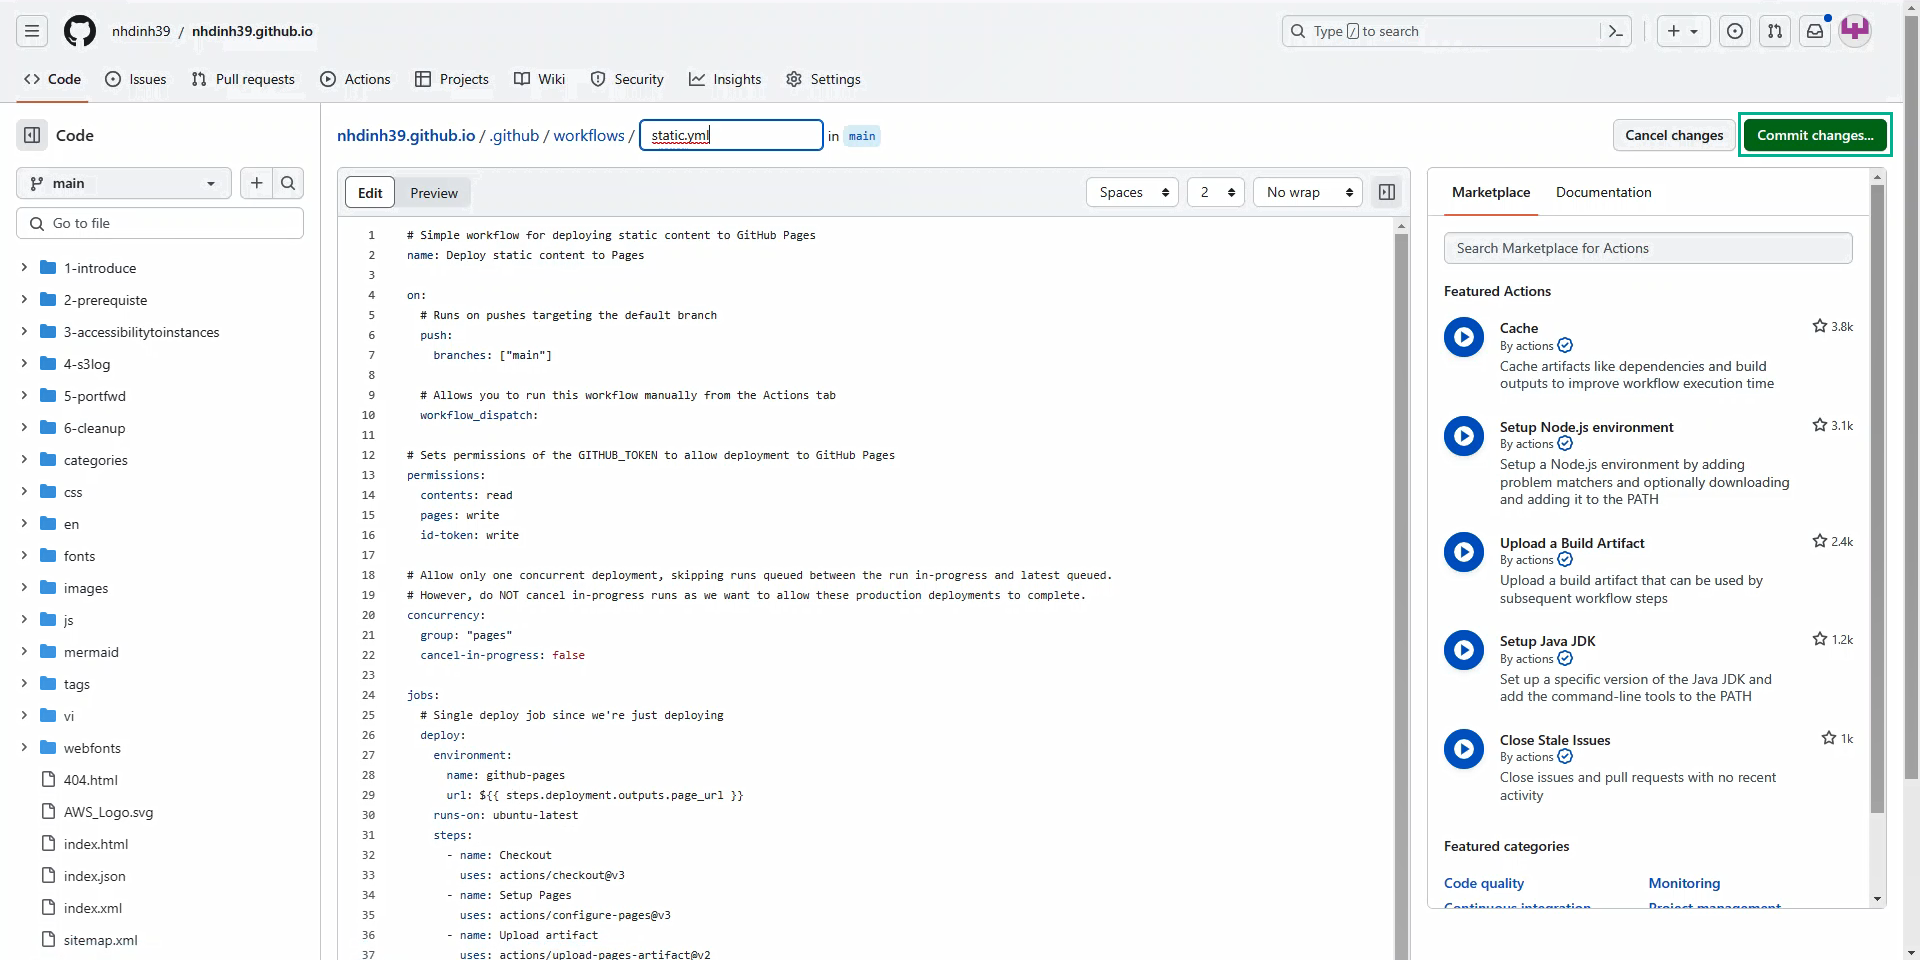 nhdinh39 / nhdinh39.github.io
Type / to search
Code Issues Pull requests Actions Projects Wiki Security Insights Settings
Code
main
Go to file
1-introduce
2-prerequiste
3-accessibilitytoinstances
4-s3log
5-portfwd
6-cleanup
categories
css
en
fonts
images
js
mermaid
tags
vi
webfonts
404.html
AWS_Logo.svg
index.html
index.json
index.xml
sitemap.xml
nhdinh39.github.io / .github / workflows / static.yml in main
Cancel changes Commit changes...
Edit Preview
Spaces 2 No wrap
1 # Simple workflow for deploying static content to GitHub Pages
2 name: Deploy static content to Pages
3
4 on:
5 # Runs on pushes targeting the default branch
6 push:
7 branches: ["main"]
8
9 # Allows you to run this workflow manually from the Actions tab
10 workflow_dispatch:
11
12 # Sets permissions of the GITHUB_TOKEN to allow deployment to GitHub Pages
13 permissions:
14 contents: read
15 pages: write
16 id-token: write
17
18 # Allow only one concurrent deployment, skipping runs queued between the run in-progress and latest queued.
19 # However, do NOT cancel in-progress runs as we want to allow these production deployments to complete.
20 concurrency:
21 group: "pages"
22 cancel-in-progress: false
23
24 jobs:
25 # Single deploy job since we're just deploying
26 deploy:
27 environment:
28 name: github-pages
29 url: ${{ steps.deployment.outputs.page_url }}
30 runs-on: ubuntu-latest
31 steps:
32 - name: Checkout
33 uses: actions/checkout@v3
34 - name: Setup Pages
35 uses: actions/configure-pages@v3
36 - name: Upload artifact
37 uses: actions/upload-pages-artifact@v2
Marketplace Documentation
Search Marketplace for Actions
Featured Actions
Cache 3.8k
By actions
Cache artifacts like dependencies and build
outputs to improve workflow execution time
Setup Node.js environment 3.1k
By actions
Setup a Node.js environment by adding
problem matchers and optionally downloading
and adding it to the PATH
Upload a Build Artifact 2.4k
By actions
Upload a build artifact that can be used by
subsequent workflow steps
Setup Java JDK 1.2k
By actions
Set up a specific version of the Java JDK and
add the command-line tools to the PATH
Close Stale Issues 1k
By actions
Close issues and pull requests with no recent
activity
Featured categories
Code quality Monitoring
Continuous integration Project management